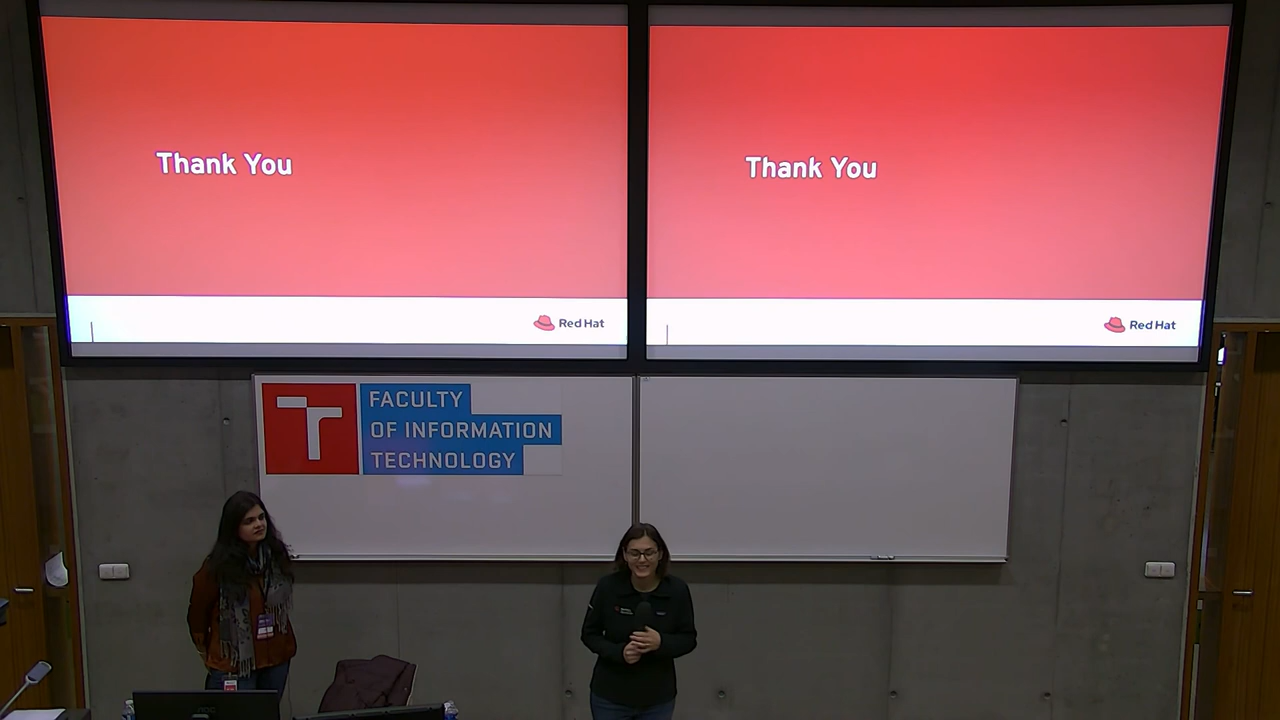 Thank You
Red Hat
Thank You
Red Hat
FACULTY
OF INFORMATION
TECHNOLOGY